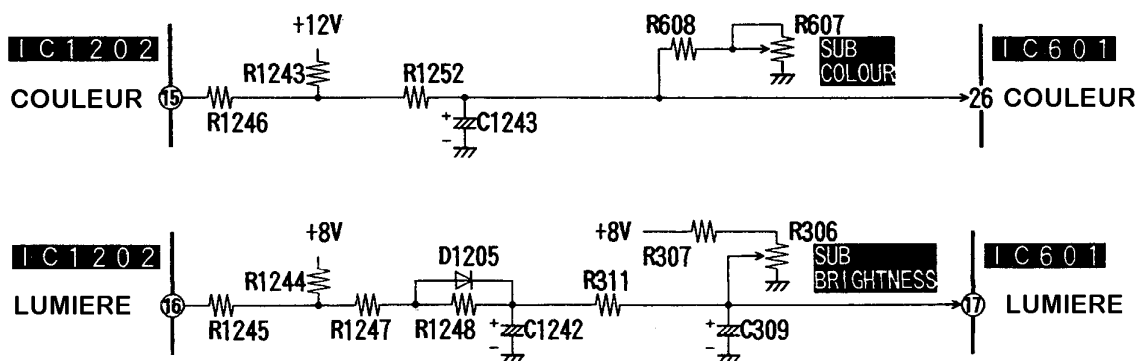 +12V
R608
R607
IC1202
SUB
COLOUR
IC601
R1243
R1252
COULEUR
15
26
COULEUR
R1246
+
C1243
-
+8V
+8V
R306
IC1202
D1205
R307
SUB
BRIGHTNESS
IC601
R1244
R311
LUMIERE
16
17
LUMIERE
R1245
R1247
R1248
+
C1242
-
+
C309
-